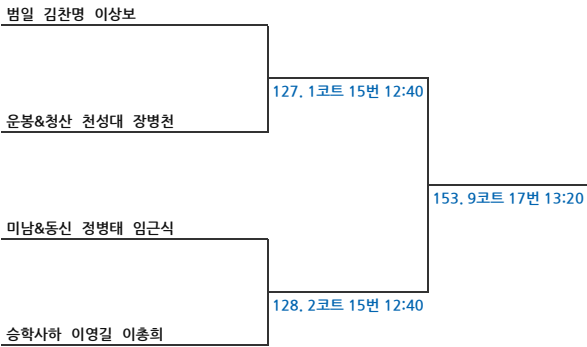 범일 김찬명 이상보
127. 1코트 15번 12:40
운봉&청산 천성대 장병천
153. 9코트 17번 13:20
미남&동신 정병태 임근식
128. 2코트 15번 12:40
승학사하 이영길 이총희